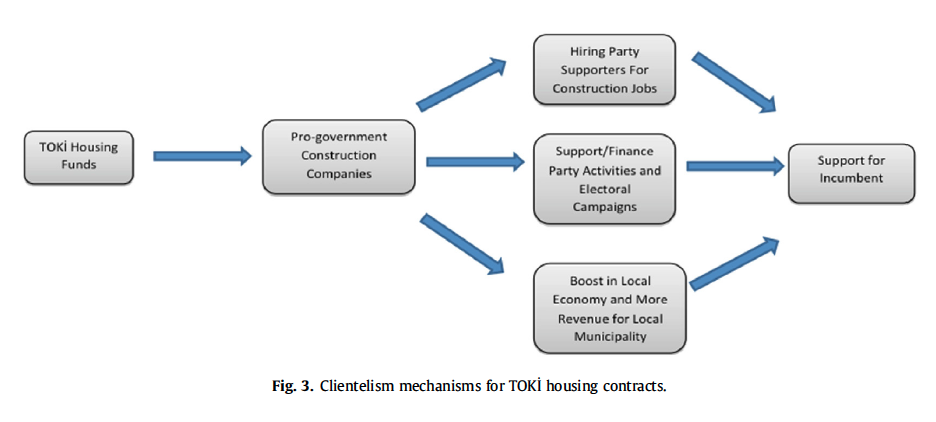 TOKİ Housing
Funds
Pro-government
Construction
Companies
Hiring Party
Supporters For
Construction Jobs
Support/Finance
Party Activities and
Electoral
Campaigns
Boost in Local
Economy and More
Revenue for Local
Municipality
Support for
Incumbent
Fig. 3. Clientelism mechanisms for TOKİ housing contracts.